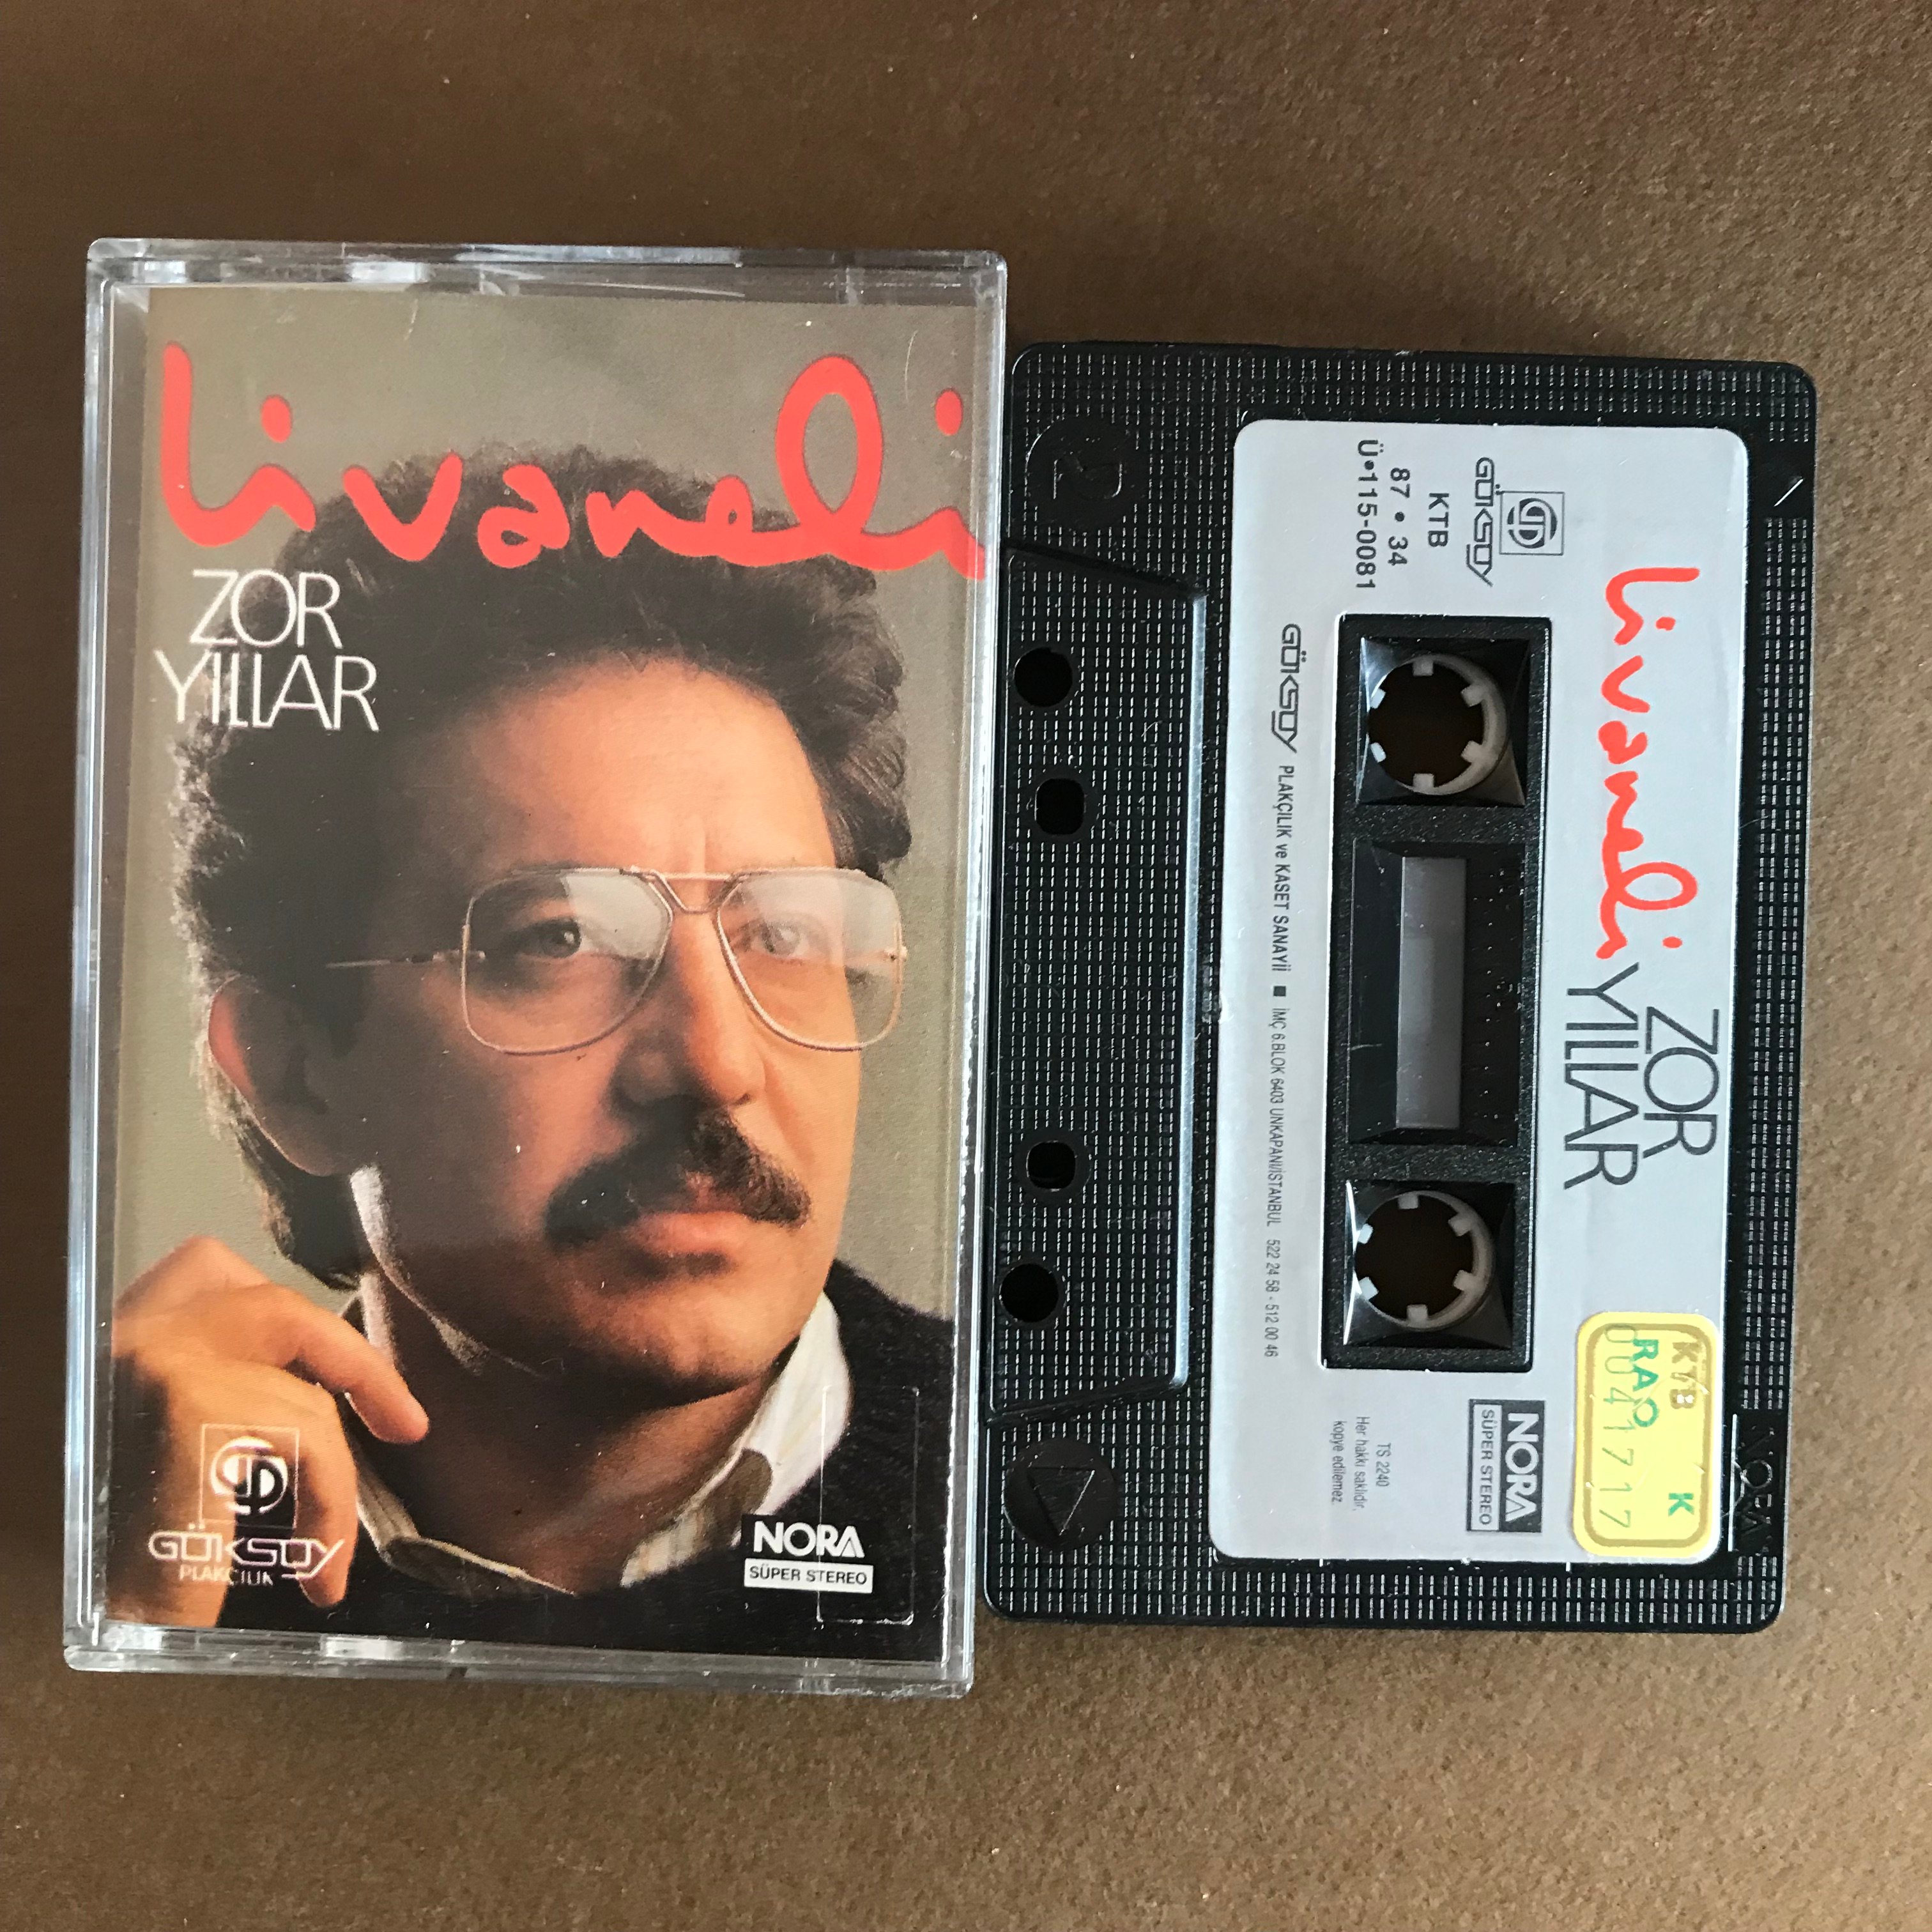 livaneli
ZOR
YILLAR
GÖKSOY
PLAKÇILIK
NORA
SÜPER STEREO
livaneli
ZOR
YILLAR
GÖKSOY
KTB
87 • 34
Ü•115-0081
GÖKSOY PLAKÇILIK ve KASET SANAYİİ ■ İMÇ 6.BLOK 6403 UNKAPANI/İSTANBUL 522 24 58 - 512 00 46
NORA
SÜPER STEREO
TS 2240
Her hakkı saklıdır.
kopye edilemez.
KTB K
0041717
NORA